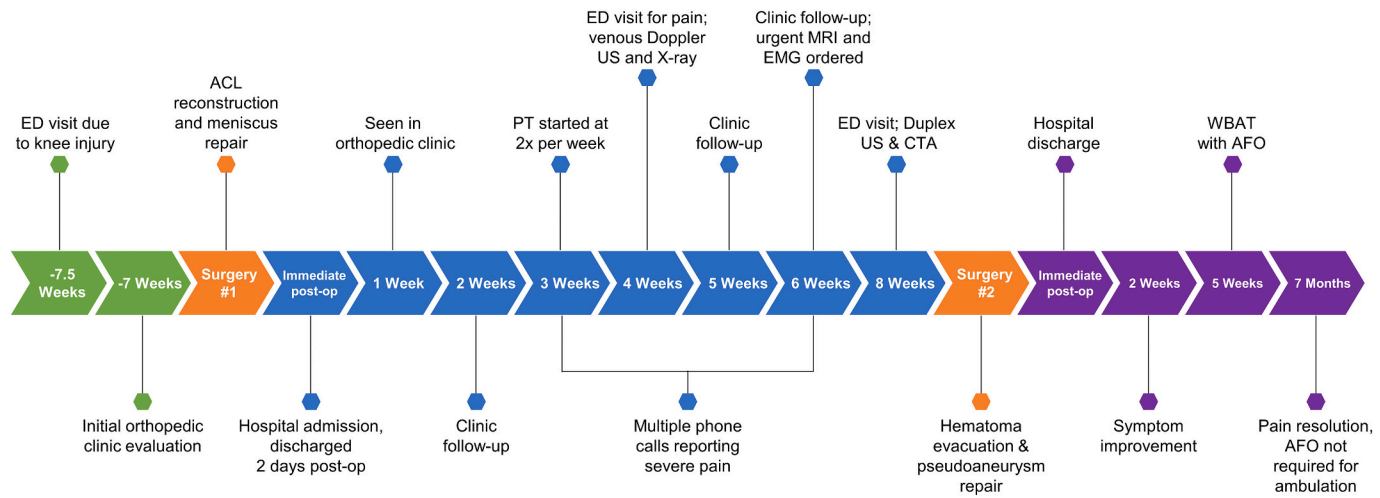 ED visit for pain;
venous Doppler
US and X-ray
Clinic follow-up;
urgent MRI and
EMG ordered
ED visit due
to knee injury
ACL
reconstruction
and meniscus
repair
Seen in
orthopedic clinic
PT started at
2x per week
Clinic
follow-up
ED visit; Duplex
US & CTA
Hospital
discharge
WBAT
with AFO
-7.5
Weeks
-7 Weeks
Surgery
#1
Immediate
post-op
1 Week
2 Weeks
3 Weeks
4 Weeks
5 Weeks
6 Weeks
8 Weeks
Surgery
#2
Immediate
post-op
2 Weeks
5 Weeks
7 Months
Initial orthopedic
clinic evaluation
Hospital admission,
discharged
2 days post-op
Clinic
follow-up
Multiple phone
calls reporting
severe pain
Hematoma
evacuation &
pseudoaneurysm
repair
Symptom
improvement
Pain resolution,
AFO not
required for
ambulation